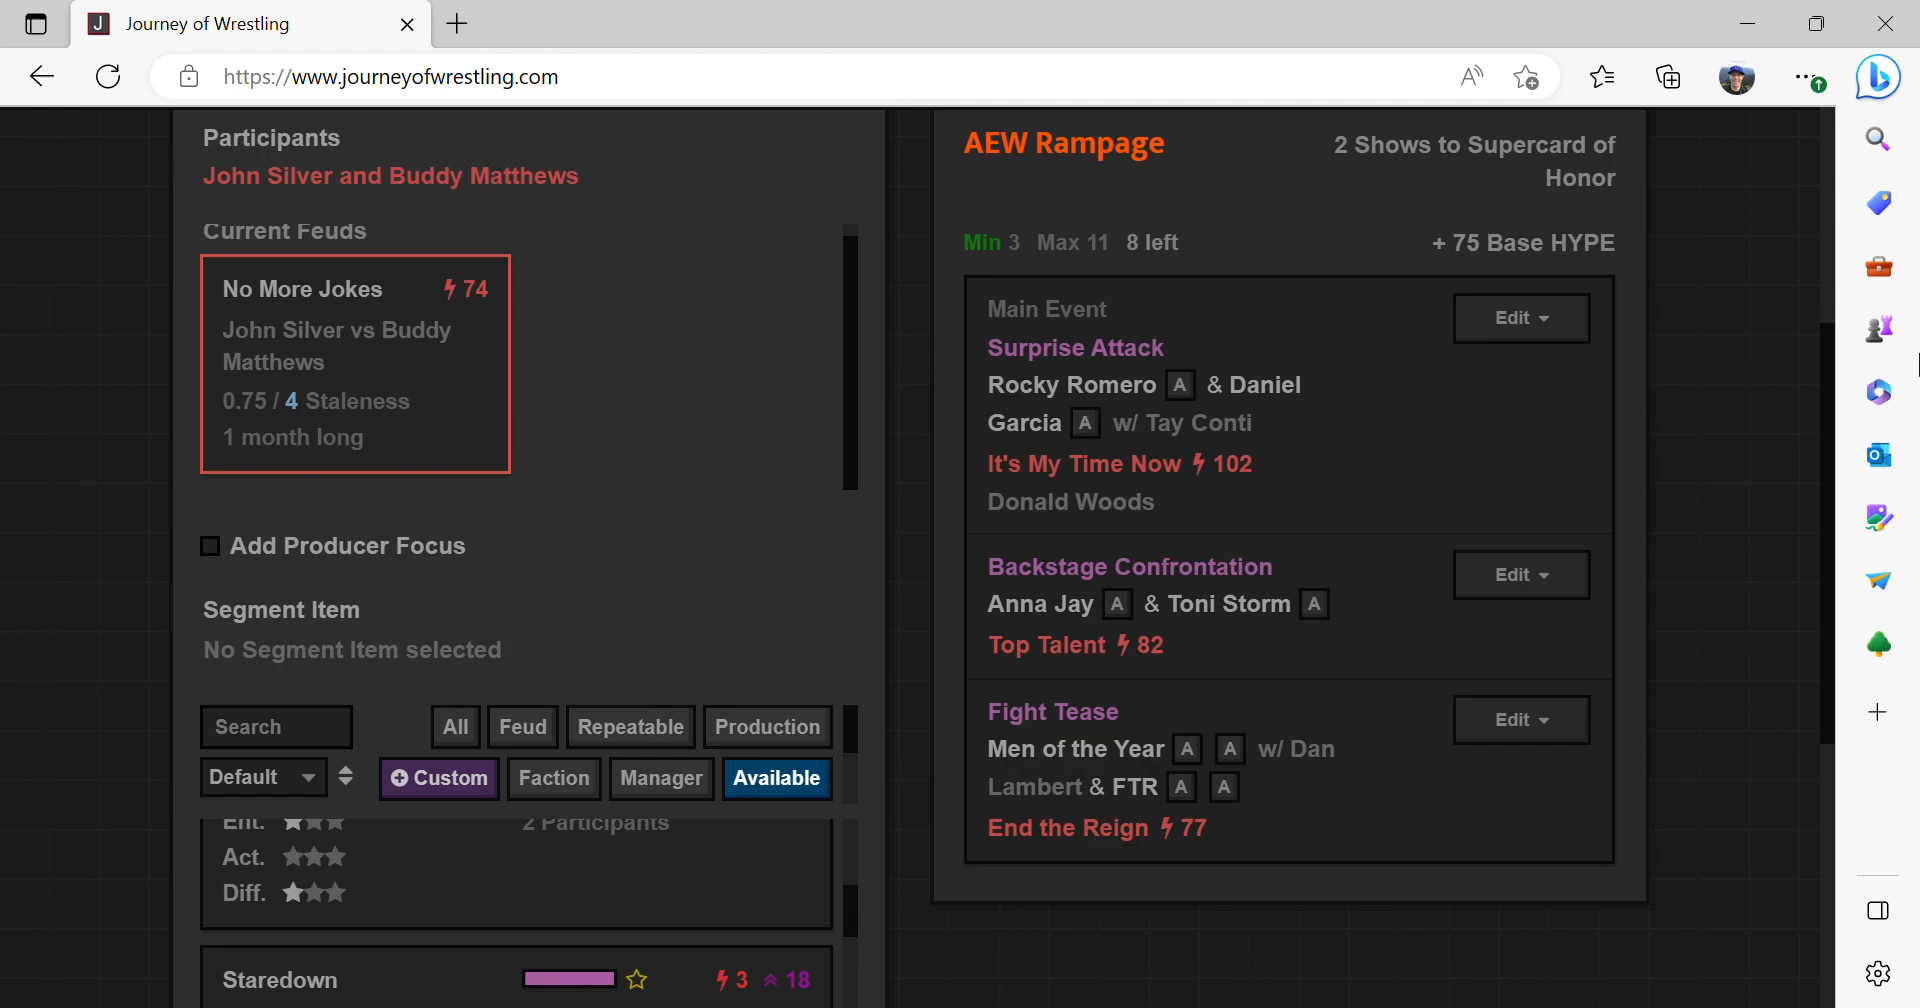 Journey of Wrestling
https://www.journeyofwrestling.com
Participants
John Silver and Buddy Matthews
Current Feuds
No More Jokes 74
John Silver vs Buddy
Matthews
0.75 / 4 Staleness
1 month long
Add Producer Focus
Segment Item
No Segment Item selected
Search All Feud Repeatable Production
Default Custom Faction Manager Available
Ent. 2 Participants
Act.
Diff.
Staredown 3 18
AEW Rampage 2 Shows to Supercard of
Honor
Min 3 Max 11 8 left + 75 Base HYPE
Main Event Edit
Surprise Attack
Rocky Romero A & Daniel
Garcia A w/ Tay Conti
It's My Time Now 102
Donald Woods
Backstage Confrontation Edit
Anna Jay A & Toni Storm A
Top Talent 82
Fight Tease Edit
Men of the Year A A w/ Dan
Lambert & FTR A A
End the Reign 77